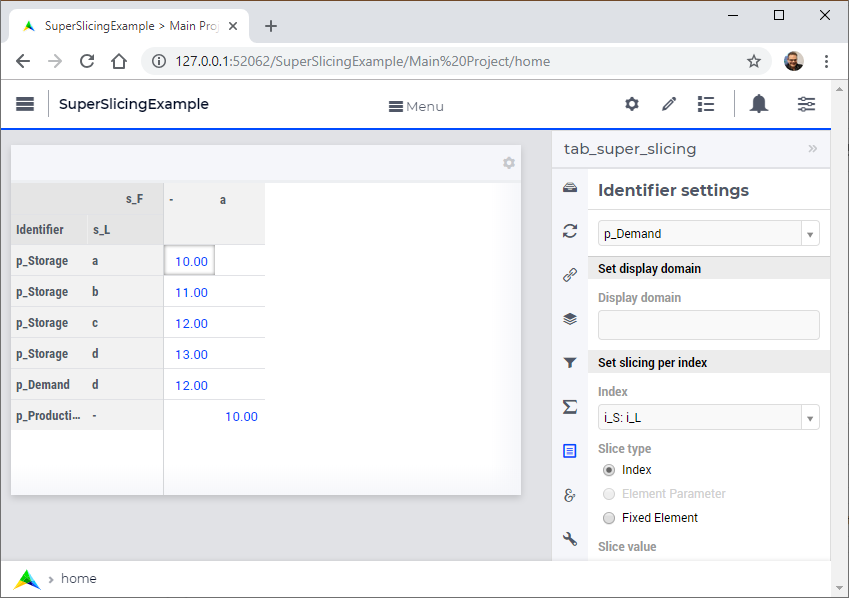 SuperSlicingExample > Main Proj
127.0.0.1:52062/SuperSlicingExample/Main%20Project/home
SuperSlicingExample
Menu
s_F - a
Identifier s_L
p_Storage a 10.00
p_Storage b 11.00
p_Storage c 12.00
p_Storage d 13.00
p_Demand d 12.00
p_Producti... - 10.00
tab_super_slicing »
Identifier settings
p_Demand
Set display domain
Display domain
Set slicing per index
Index
i_S: i_L
Slice type
Index
Element Parameter
Fixed Element
Slice value
home